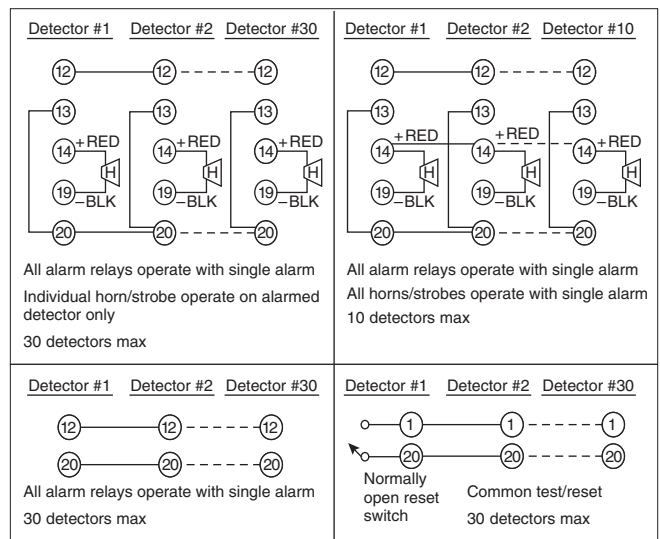 Detector #1 Detector #2 Detector #30
12 12 12
13 13 13
+RED +RED +RED
14 14 14
H H H
19 19 19
–BLK –BLK –BLK
20 20 20
All alarm relays operate with single alarm
Individual horn/strobe operate on alarmed
detector only
30 detectors max
Detector #1 Detector #2 Detector #10
12 12 12
13 13 13
+RED +RED +RED
14 14 14
H H H
19 19 19
–BLK –BLK –BLK
20 20 20
All alarm relays operate with single alarm
All horns/strobes operate with single alarm
10 detectors max
Detector #1 Detector #2 Detector #30
12 12 12
20 20 20
All alarm relays operate with single alarm
30 detectors max
Detector #1 Detector #2 Detector #30
1 1 1
20 20 20
Normally
open reset
switch
Common test/reset
30 detectors max